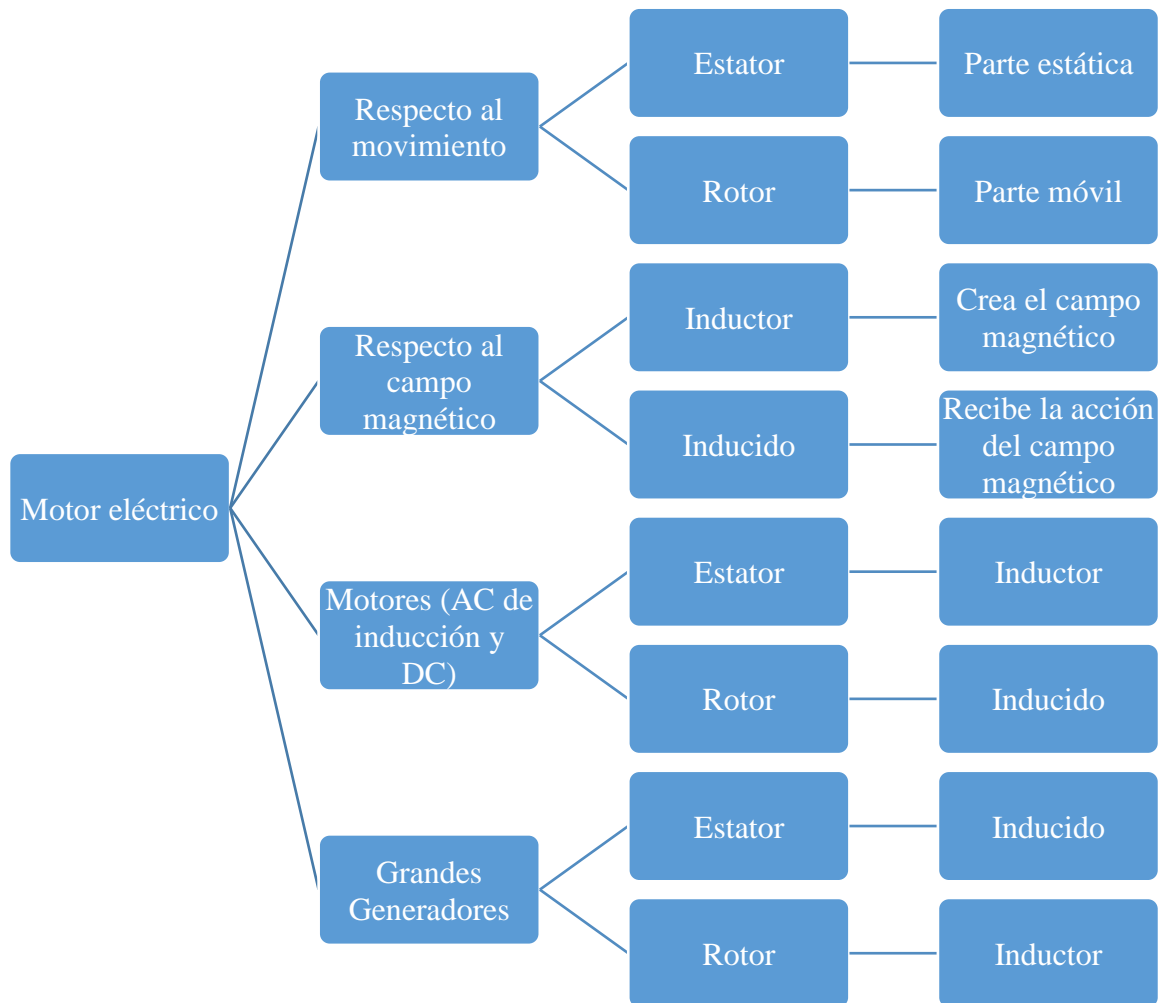 Motor eléctrico
Respecto al
movimiento
Estator
Parte estática
Rotor
Parte móvil
Respecto al
campo
magnético
Inductor
Crea el campo
magnético
Inducido
Recibe la acción
del campo
magnético
Motores (AC de
inducción y
DC)
Estator
Inductor
Rotor
Inducido
Grandes
Generadores
Estator
Inducido
Rotor
Inductor